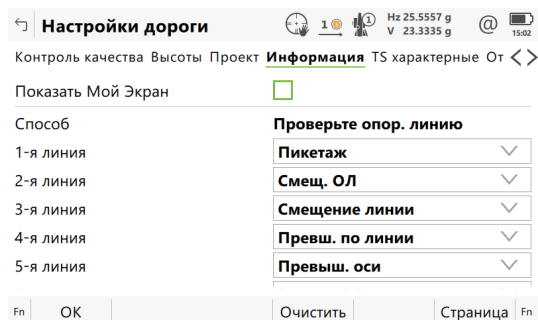 Настройки дороги 1 1 Hz 25.5557 g
V 23.3335 g @ 15:02
Контроль качества Высоты Проект Информация TS характерные От
Показать Мой Экран
Способ Проверьте опор. линию
1-я линия Пикетаж
2-я линия Смещ. ОЛ
3-я линия Смещение линии
4-я линия Превш. по линии
5-я линия Превыш. оси
Fn ОК Очистить Страница Fn